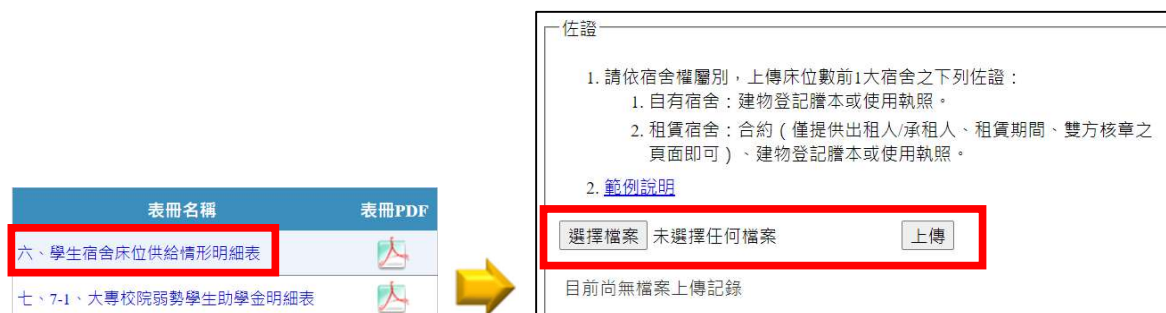 表冊名稱
表冊PDF
六、學生宿舍床位供給情形明細表
七、7-1、大專校院弱勢學生助學金明細表
佐證
1. 請依宿舍權屬別，上傳床位數前1大宿舍之下列佐證：
1. 自有宿舍：建物登記謄本或使用執照。
2. 租賃宿舍：合約（僅提供出租人/承租人、租賃期間、雙方核章之
頁面即可）、建物登記謄本或使用執照。
2. 範例說明
選擇檔案 未選擇任何檔案 上傳
目前尚無檔案上傳記錄